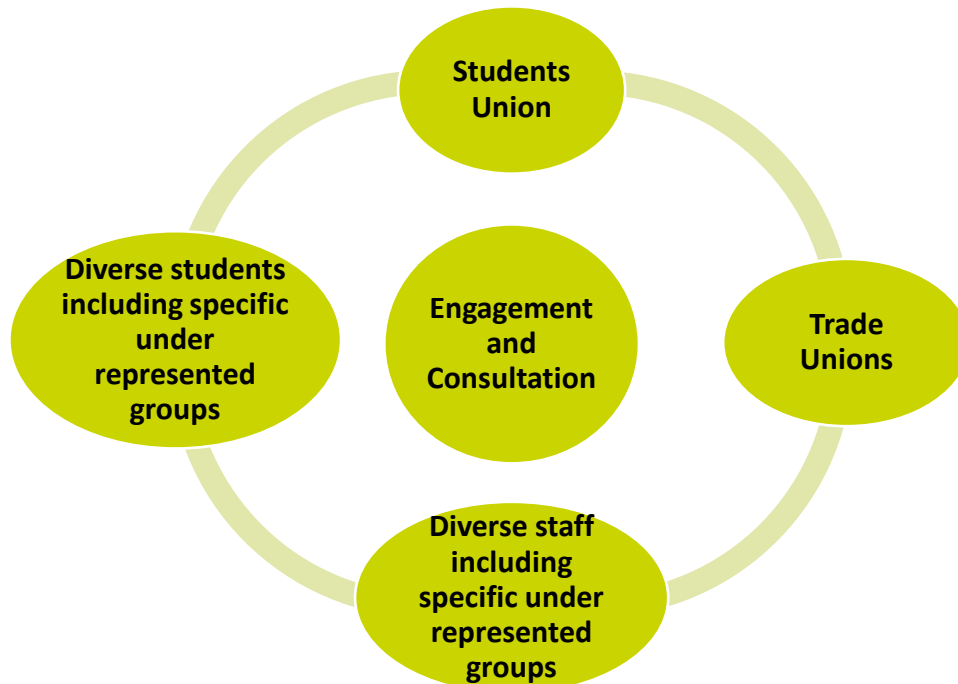 Students
Union
Diverse students
including specific
under
represented
groups
Engagement
and
Consultation
Trade
Unions
Diverse staff
including
specific under
represented
groups